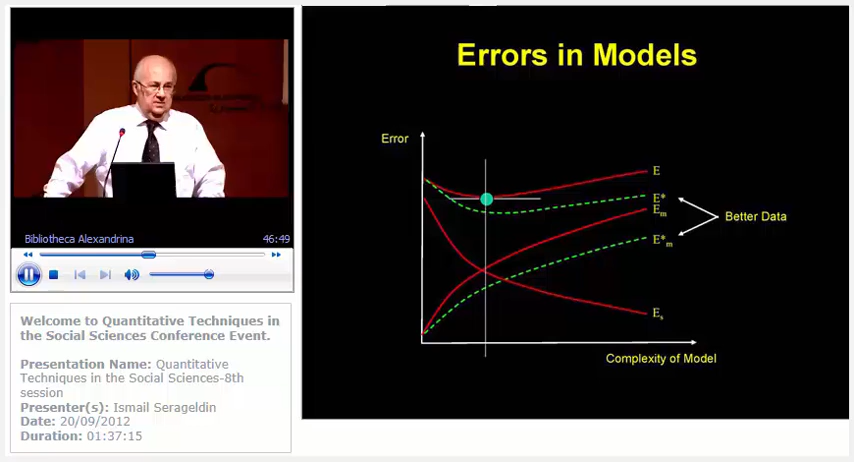 Errors in Models
Error
E
E*
Em
Better Data
E*m
Es
Complexity of Model
Bibliotheca Alexandrina 46:49
Welcome to Quantitative Techniques in
the Social Sciences Conference Event.
Presentation Name: Quantitative
Techniques in the Social Sciences-8th
session
Presenter(s): Ismail Serageldin
Date: 20/09/2012
Duration: 01:37:15